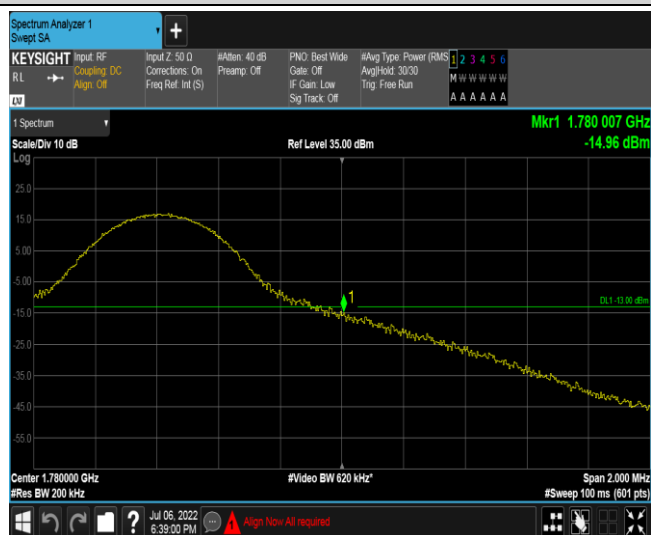 Spectrum Analyzer 1
Swept SA
+
KEYSIGHT
RL
LXI
Input: RF
Coupling: DC
Align: Off
Input Z: 50 Ω
Corrections: On
Freq Ref: Int (S)
#Atten: 40 dB
Preamp: Off
PNO: Best Wide
Gate: Off
IF Gain: Low
Sig Track: Off
#Avg Type: Power (RMS
Avg|Hold: 30/30
Trig: Free Run
1 2 3 4 5 6
M W W W W W
A A A A A A
1 Spectrum
Scale/Div 10 dB
Ref Level 35.00 dBm
Mkr1 1.780 007 GHz
-14.96 dBm
Log
25.0
15.0
5.00
-5.00
-15.0
-25.0
-35.0
-45.0
-55.0
1
DL1 -13.00 dBm
Center 1.780000 GHz
#Video BW 620 kHz*
Span 2.000 MHz
#Res BW 200 kHz
#Sweep 100 ms (601 pts)
?
Jul 06, 2022
6:39:00 PM
1
Align Now All required